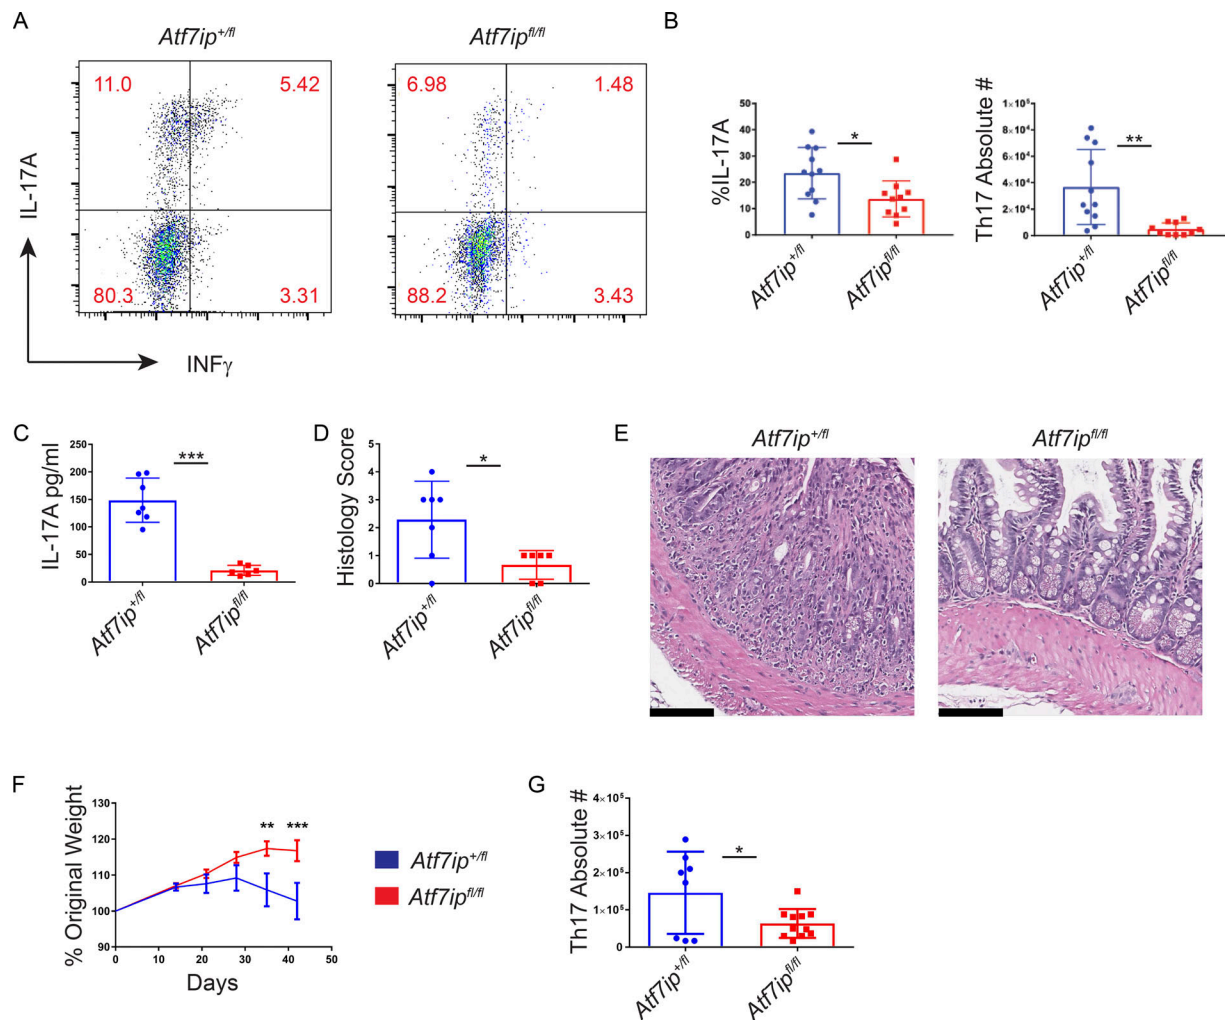 A
Atf7ip+/fl
Atf7ipfl/fl
11.0
5.42
80.3
3.31
6.98
1.48
88.2
3.43
IL-17A
INFγ
B
%IL-17A
50
40
30
20
10
0
*
Atf7ip+/fl
Atf7ipfl/fl
Th17 Absolute #
1×10⁵
8×10⁴
6×10⁴
4×10⁴
2×10⁴
0
**
Atf7ip+/fl
Atf7ipfl/fl
C
IL-17A pg/ml
250
200
150
100
50
0
***
Atf7ip+/fl
Atf7ipfl/fl
D
Histology Score
5
4
3
2
1
0
*
Atf7ip+/fl
Atf7ipfl/fl
E
Atf7ip+/fl
Atf7ipfl/fl
F
% Original Weight
130
120
110
100
90
0
10
20
30
40
50
Days
**
***
Atf7ip+/fl
Atf7ipfl/fl
G
Th17 Absolute #
4×10⁵
3×10⁵
2×10⁵
1×10⁵
0
*
Atf7ip+/fl
Atf7ipfl/fl